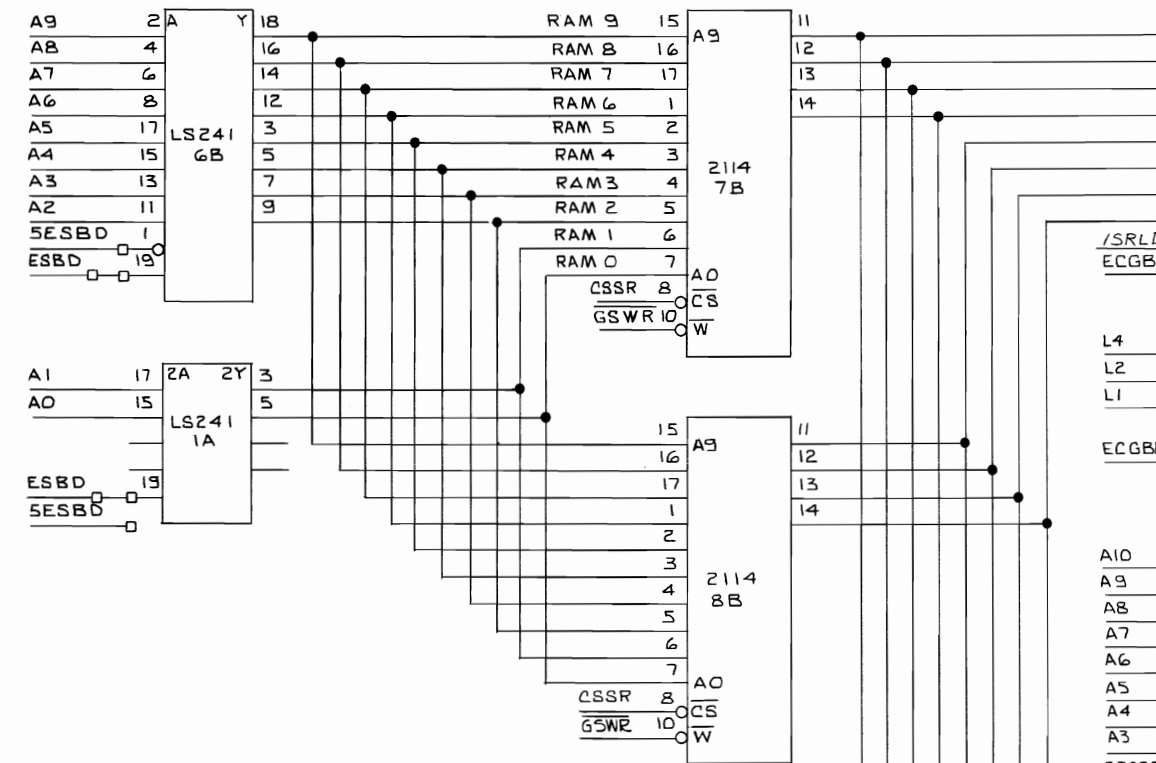 A9 2 A Y 18 RAM 9 15 A9 11
A8 4 16 RAM 8 16 12
A7 6 14 RAM 7 17 13
A6 8 12 RAM 6 1 14
A5 17 LS241 3 RAM 5 2
A4 15 6B 5 RAM 4 3 2114
A3 13 7 RAM3 4 7B
A2 11 9 RAM 2 5
5ESBD 1 RAM 1 6
ESBD 19 RAM 0 7 A0
CSSR 8 CS
GSWR 10 W
/SRLD
ECGB
L4
L2
L1
ECGB
A1 17 2A 2Y 3
A0 15 LS241 5
1A
ESBD 19
5ESBD
15 A9 11
16 12
17 13
1 14
2
3 2114
4 8B
5
6
7 A0
CSSR 8 CS
GSWR 10 W
A10
A9
A8
A7
A6
A5
A4
A3